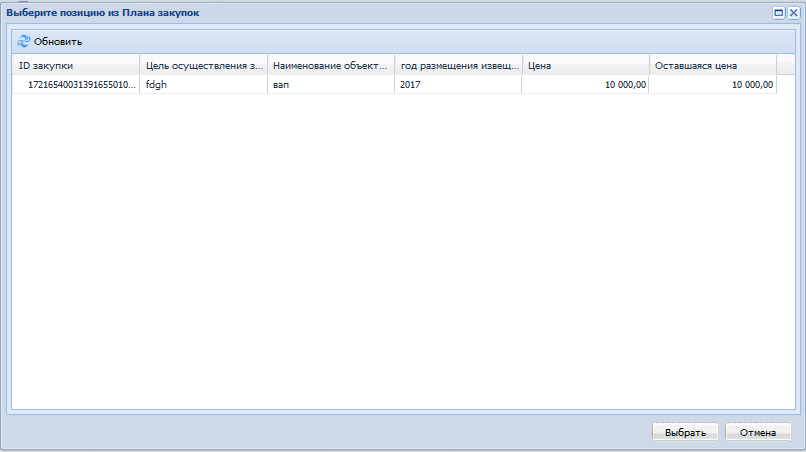 Выберите позицию из Плана закупок
Обновить
ID закупки Цель осуществления з... Наименование объект... год размещения извещ... Цена Оставшаяся цена
17216540031391655010... fdgh вап 2017 10 000,00 10 000,00
Выбрать Отмена